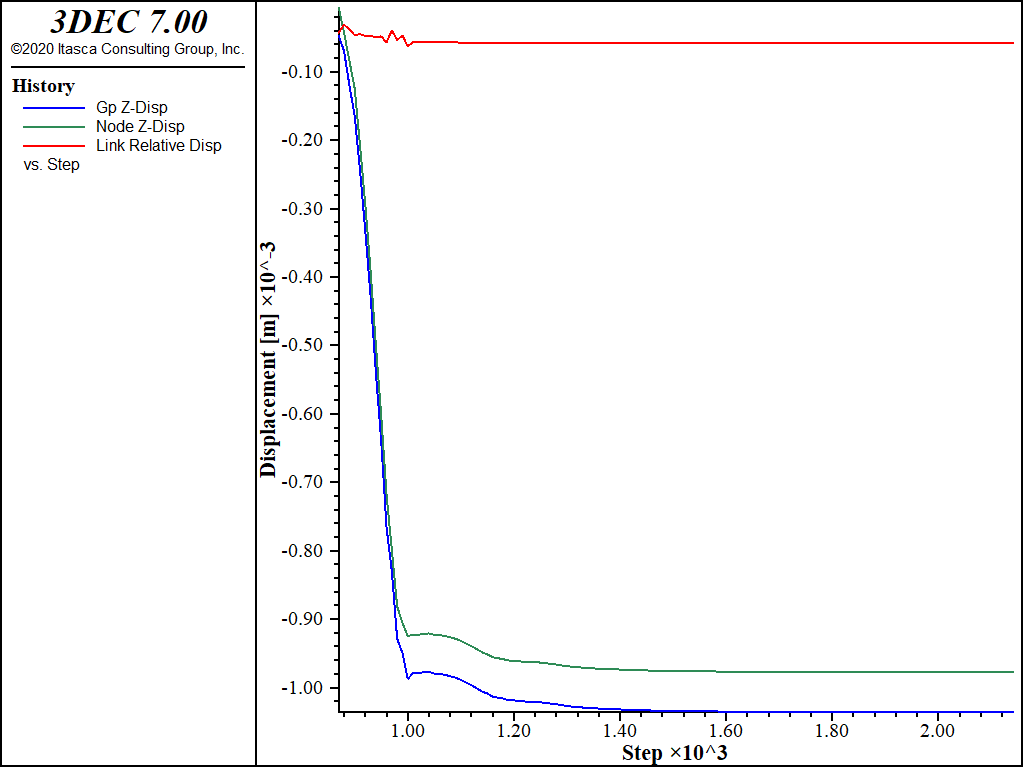 3DEC 7.00
©2020 Itasca Consulting Group, Inc.
History
Gp Z-Disp
Node Z-Disp
Link Relative Disp
vs. Step
Displacement [m] ×10^-3
-0.10
-0.20
-0.30
-0.40
-0.50
-0.60
-0.70
-0.80
-0.90
-1.00
1.00 1.20 1.40 1.60 1.80 2.00
Step ×10^3